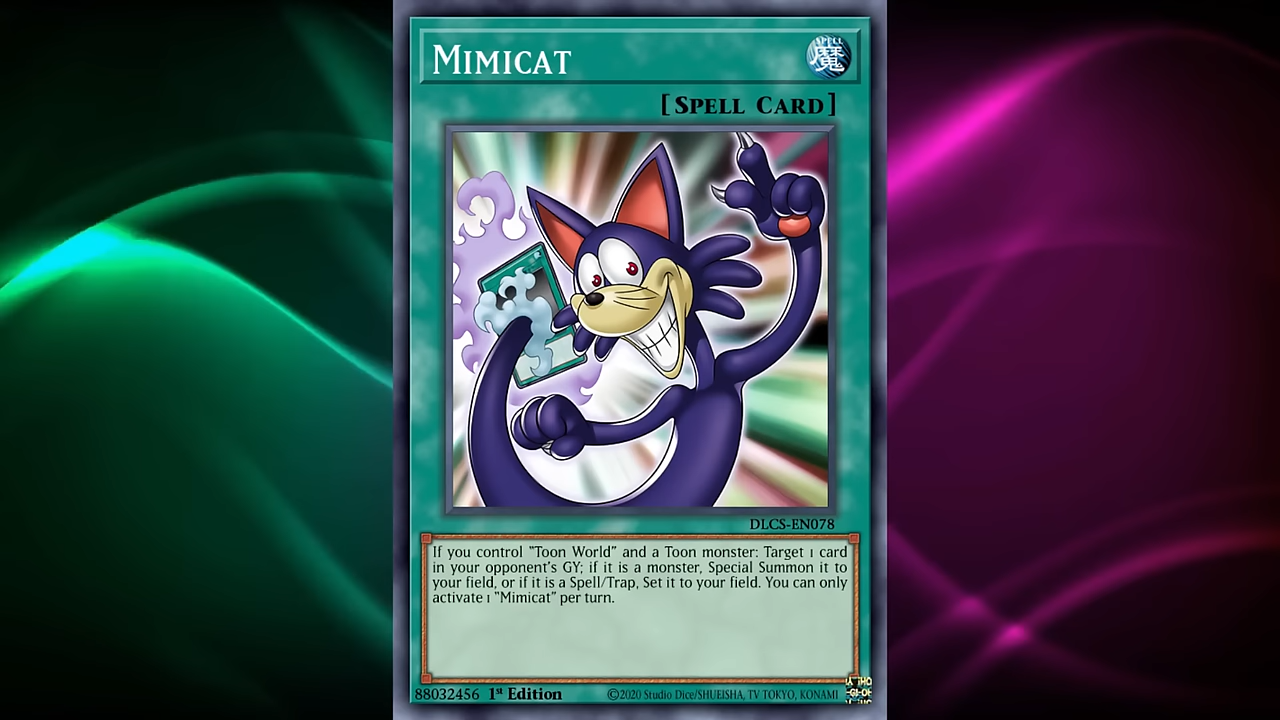 MIMICAT
SPELL
魔
[SPELL CARD]
DLCS-EN078
If you control "Toon World" and a Toon monster: Target 1 card
in your opponent's GY; if it is a monster, Special Summon it to
your field, or if it is a Spell/Trap, Set it to your field. You can only
activate 1 "Mimicat" per turn.
88032456 1st Edition ©2020 Studio Dice/SHUEISHA, TV TOKYO, KONAMI